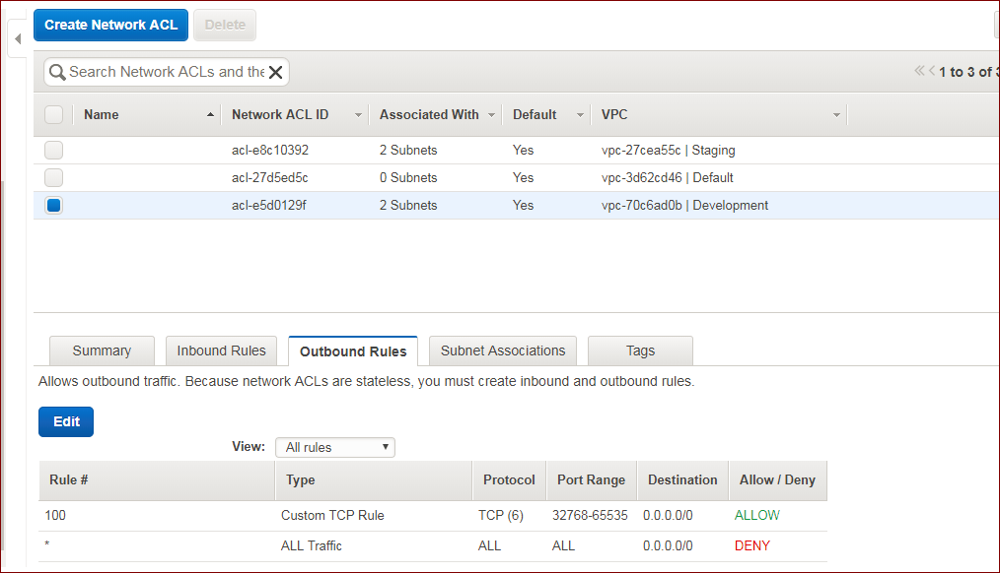 Create Network ACL Delete
Search Network ACLs and the 1 to 3 of 3
Name Network ACL ID Associated With Default VPC
acl-e8c10392 2 Subnets Yes vpc-27cea55c | Staging
acl-27d5ed5c 0 Subnets Yes vpc-3d62cd46 | Default
acl-e5d0129f 2 Subnets Yes vpc-70c6ad0b | Development
Summary Inbound Rules Outbound Rules Subnet Associations Tags
Allows outbound traffic. Because network ACLs are stateless, you must create inbound and outbound rules.
Edit
View: All rules
Rule # Type Protocol Port Range Destination Allow / Deny
100 Custom TCP Rule TCP (6) 32768-65535 0.0.0.0/0 ALLOW
* ALL Traffic ALL ALL 0.0.0.0/0 DENY